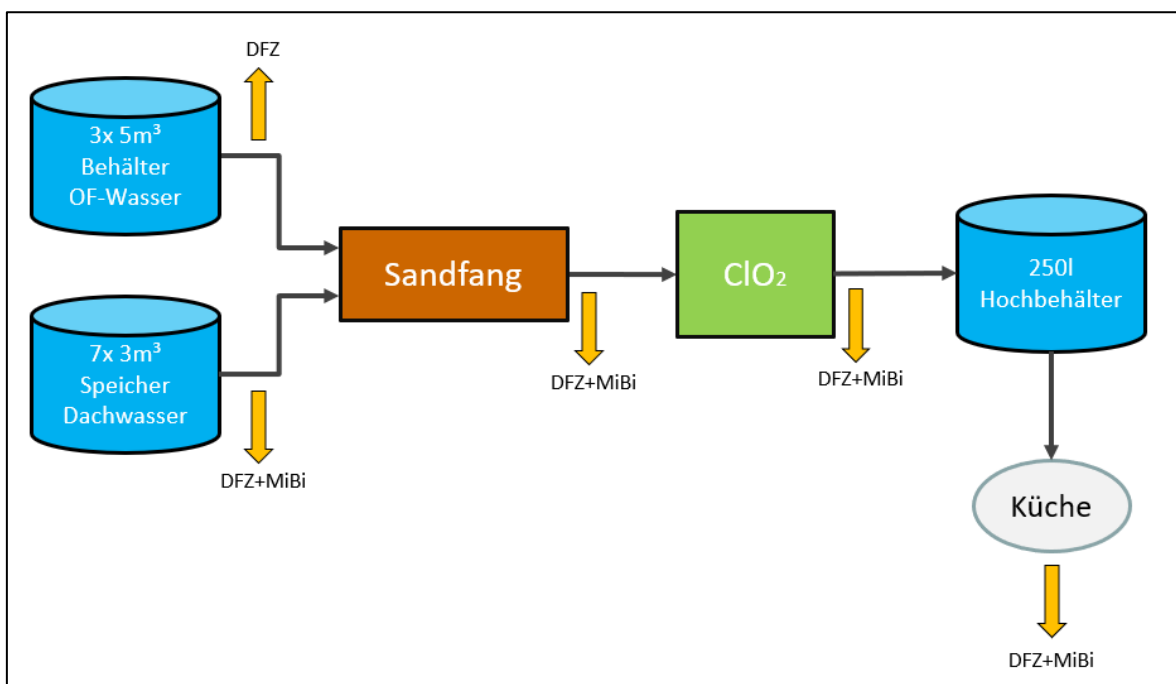 DFZ
3x 5m³
Behälter
OF-Wasser
7x 3m³
Speicher
Dachwasser
DFZ+MiBi
Sandfang
DFZ+MiBi
ClO₂
DFZ+MiBi
250l
Hochbehälter
Küche
DFZ+MiBi